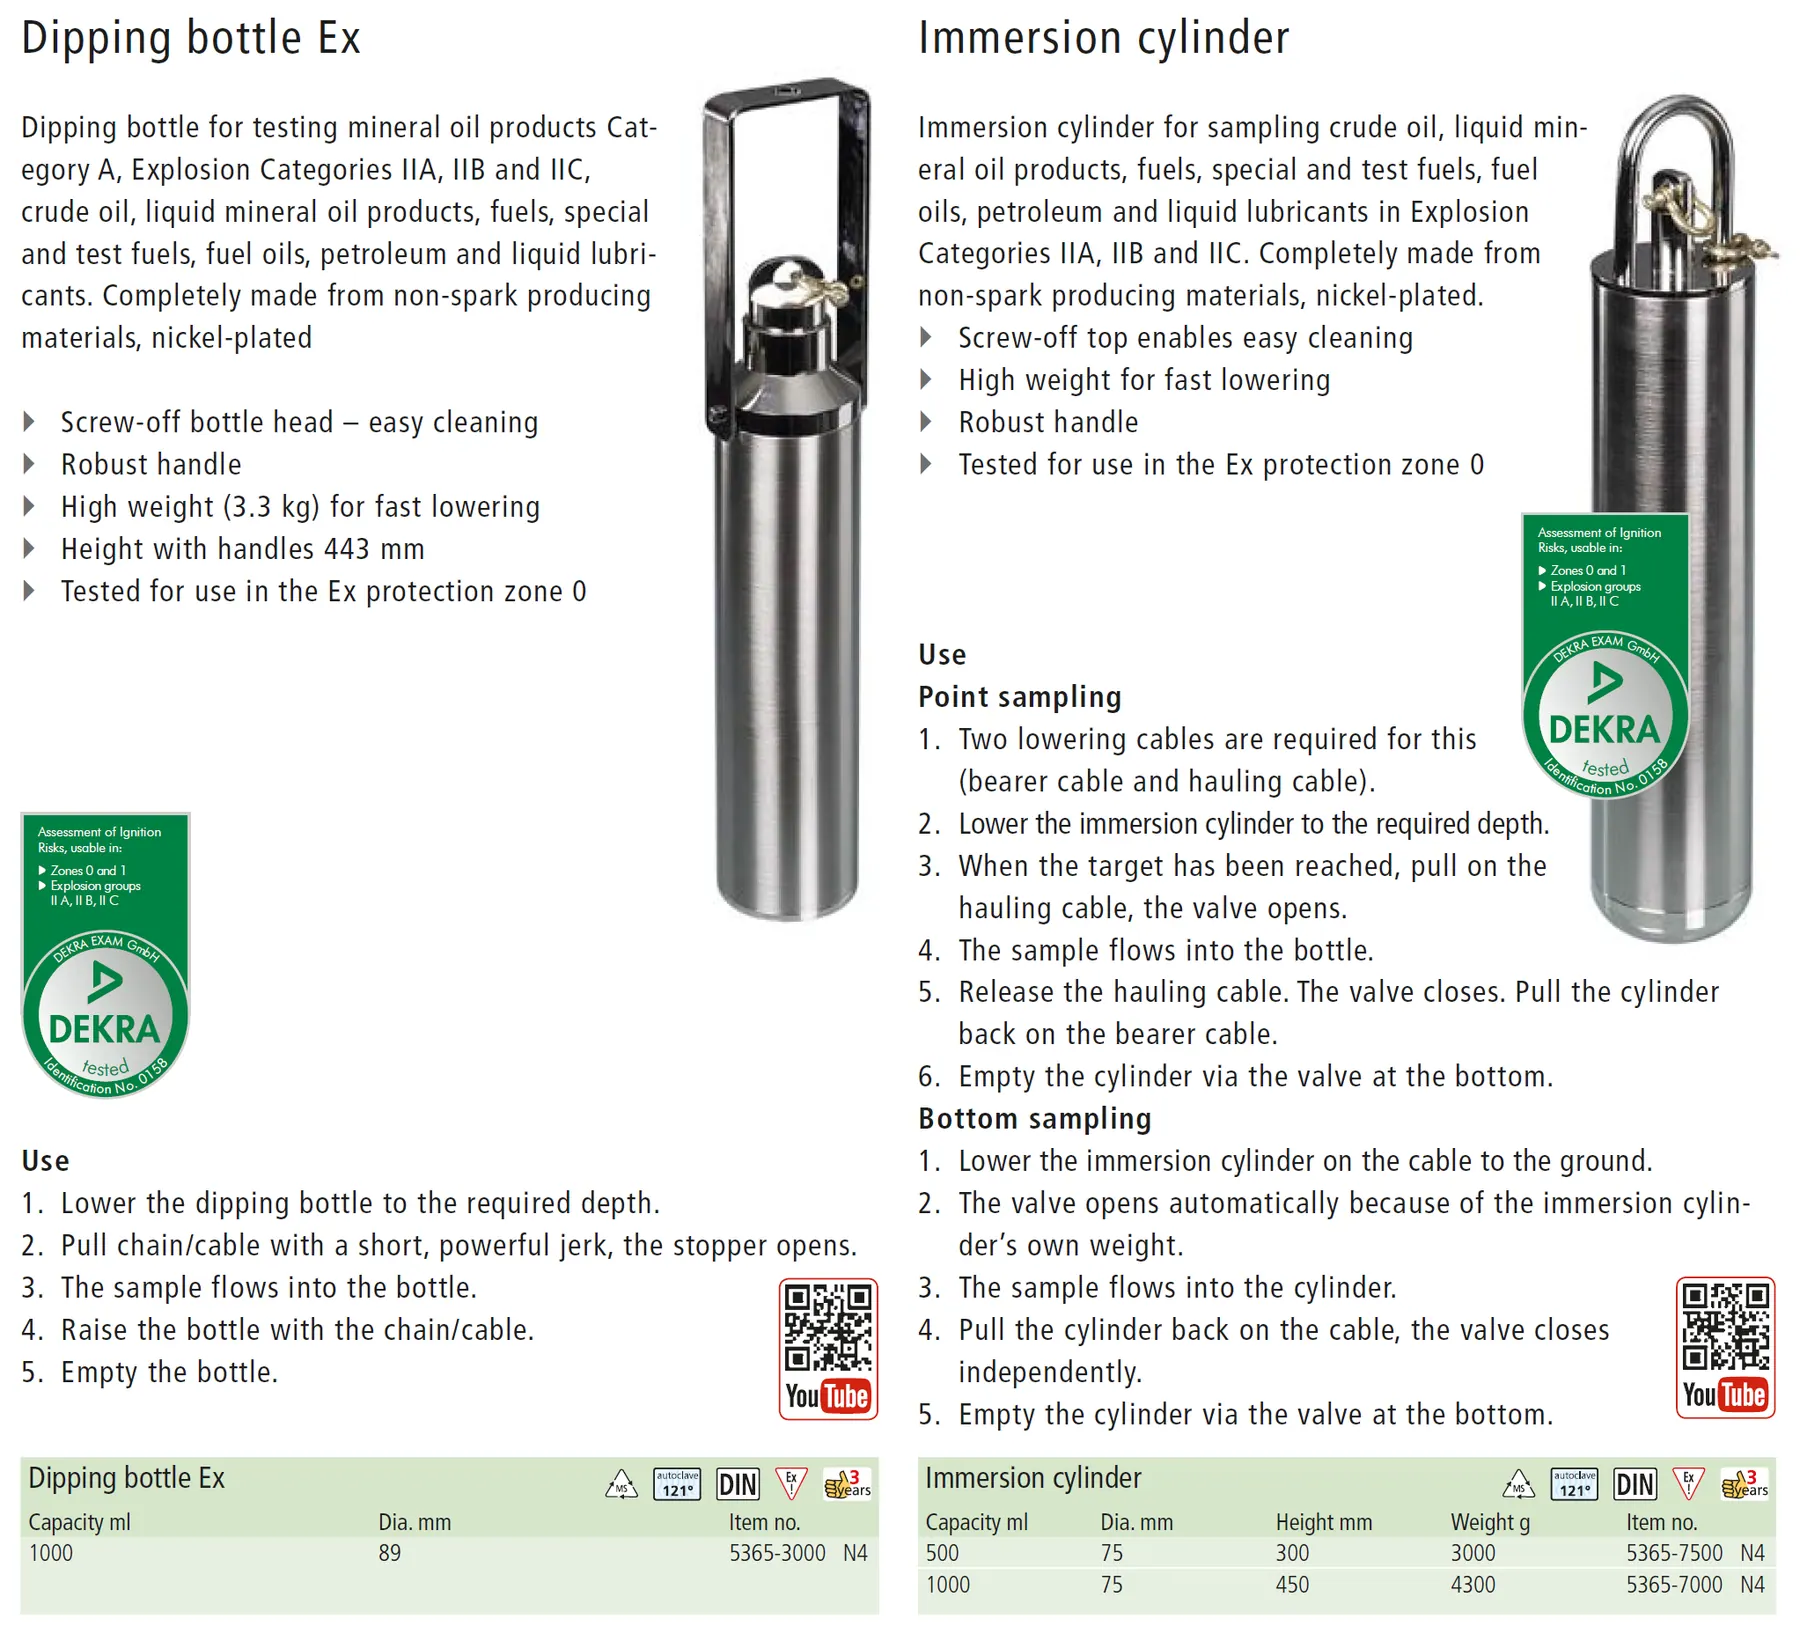 Dipping bottle Ex
Dipping bottle for testing mineral oil products Cat-
egory A, Explosion Categories IIA, IIB and IIC,
crude oil, liquid mineral oil products, fuels, special
and test fuels, fuel oils, petroleum and liquid lubri-
cants. Completely made from non-spark producing
materials, nickel-plated
Screw-off bottle head – easy cleaning
Robust handle
High weight (3.3 kg) for fast lowering
Height with handles 443 mm
Tested for use in the Ex protection zone 0
Assessment of Ignition
Risks, usable in:
Zones 0 and 1
Explosion groups
II A, II B, II C
DEKRA EXAM GmbH
DEKRA
tested
Identification No. 0158
Use
1. Lower the dipping bottle to the required depth.
2. Pull chain/cable with a short, powerful jerk, the stopper opens.
3. The sample flows into the bottle.
4. Raise the bottle with the chain/cable.
5. Empty the bottle.
YouTube
Dipping bottle Ex
MS
autoclave
121°
DIN
Ex
!
3
years
Capacity ml Dia. mm Item no.
1000 89 5365-3000 N4
Immersion cylinder
Immersion cylinder for sampling crude oil, liquid min-
eral oil products, fuels, special and test fuels, fuel
oils, petroleum and liquid lubricants in Explosion
Categories IIA, IIB and IIC. Completely made from
non-spark producing materials, nickel-plated.
Screw-off top enables easy cleaning
High weight for fast lowering
Robust handle
Tested for use in the Ex protection zone 0
Assessment of Ignition
Risks, usable in:
Zones 0 and 1
Explosion groups
II A, II B, II C
DEKRA EXAM GmbH
DEKRA
tested
Identification No. 0158
Use
Point sampling
1. Two lowering cables are required for this
(bearer cable and hauling cable).
2. Lower the immersion cylinder to the required depth.
3. When the target has been reached, pull on the
hauling cable, the valve opens.
4. The sample flows into the bottle.
5. Release the hauling cable. The valve closes. Pull the cylinder
back on the bearer cable.
6. Empty the cylinder via the valve at the bottom.
Bottom sampling
1. Lower the immersion cylinder on the cable to the ground.
2. The valve opens automatically because of the immersion cylin-
der’s own weight.
3. The sample flows into the cylinder.
4. Pull the cylinder back on the cable, the valve closes
independently.
5. Empty the cylinder via the valve at the bottom.
YouTube
Immersion cylinder
MS
autoclave
121°
DIN
Ex
!
3
years
Capacity ml Dia. mm Height mm Weight g Item no.
500 75 300 3000 5365-7500 N4
1000 75 450 4300 5365-7000 N4